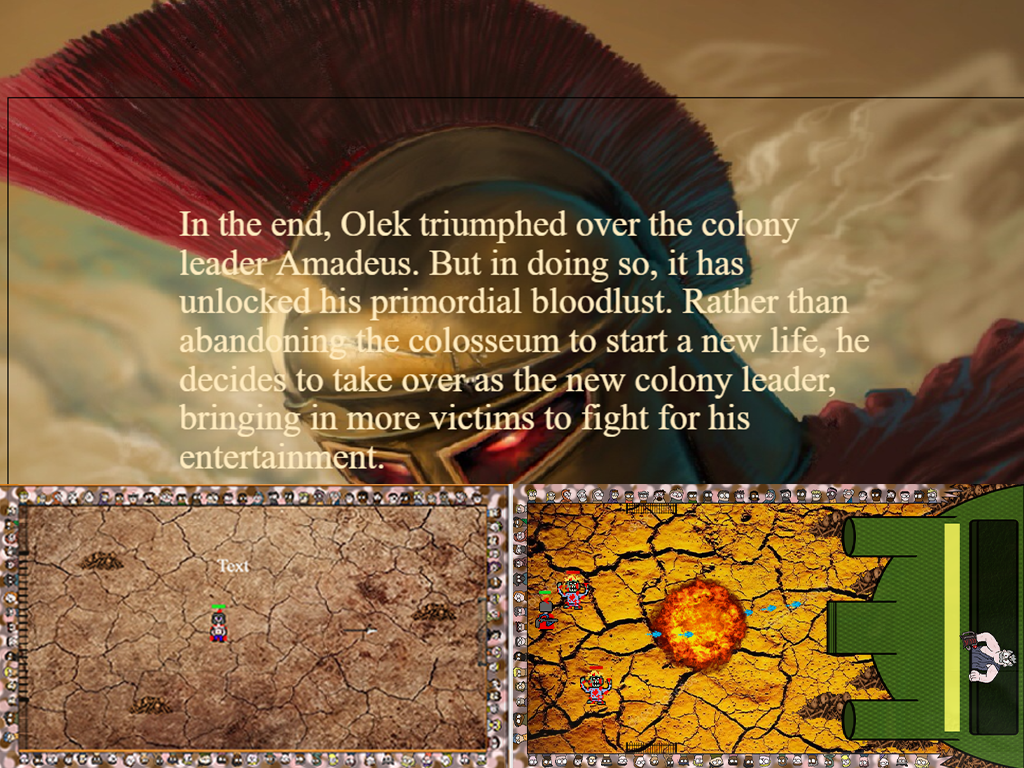 In the end, Olek triumphed over the colony
leader Amadeus. But in doing so, it has
unlocked his primordial bloodlust. Rather than
abandoning the colosseum to start a new life, he
decides to take over as the new colony leader,
bringing in more victims to fight for his
entertainment.
Text